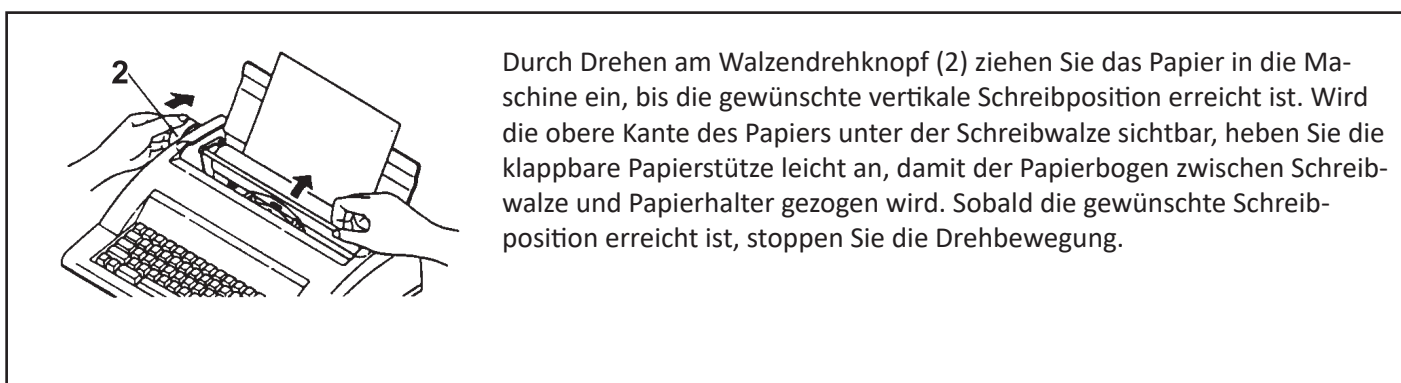 2
Durch Drehen am Walzendrehknopf (2) ziehen Sie das Papier in die Ma-
schine ein, bis die gewünschte vertikale Schreibposition erreicht ist. Wird
die obere Kante des Papiers unter der Schreibwalze sichtbar, heben Sie die
klappbare Papierstütze leicht an, damit der Papierbogen zwischen Schreib-
walze und Papierhalter gezogen wird. Sobald die gewünschte Schreib-
position erreicht ist, stoppen Sie die Drehbewegung.